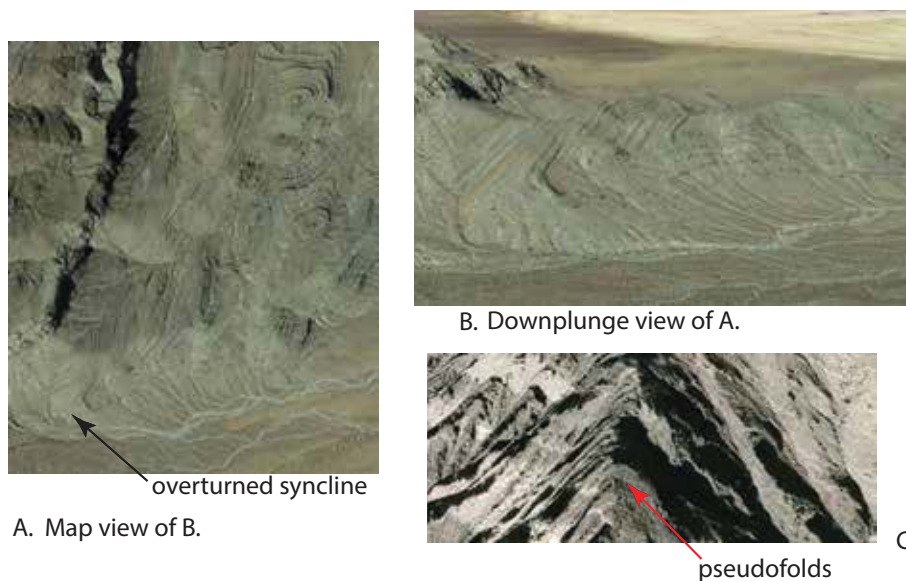 overturned syncline
A. Map view of B.
B. Downplunge view of A.
C
pseudofolds